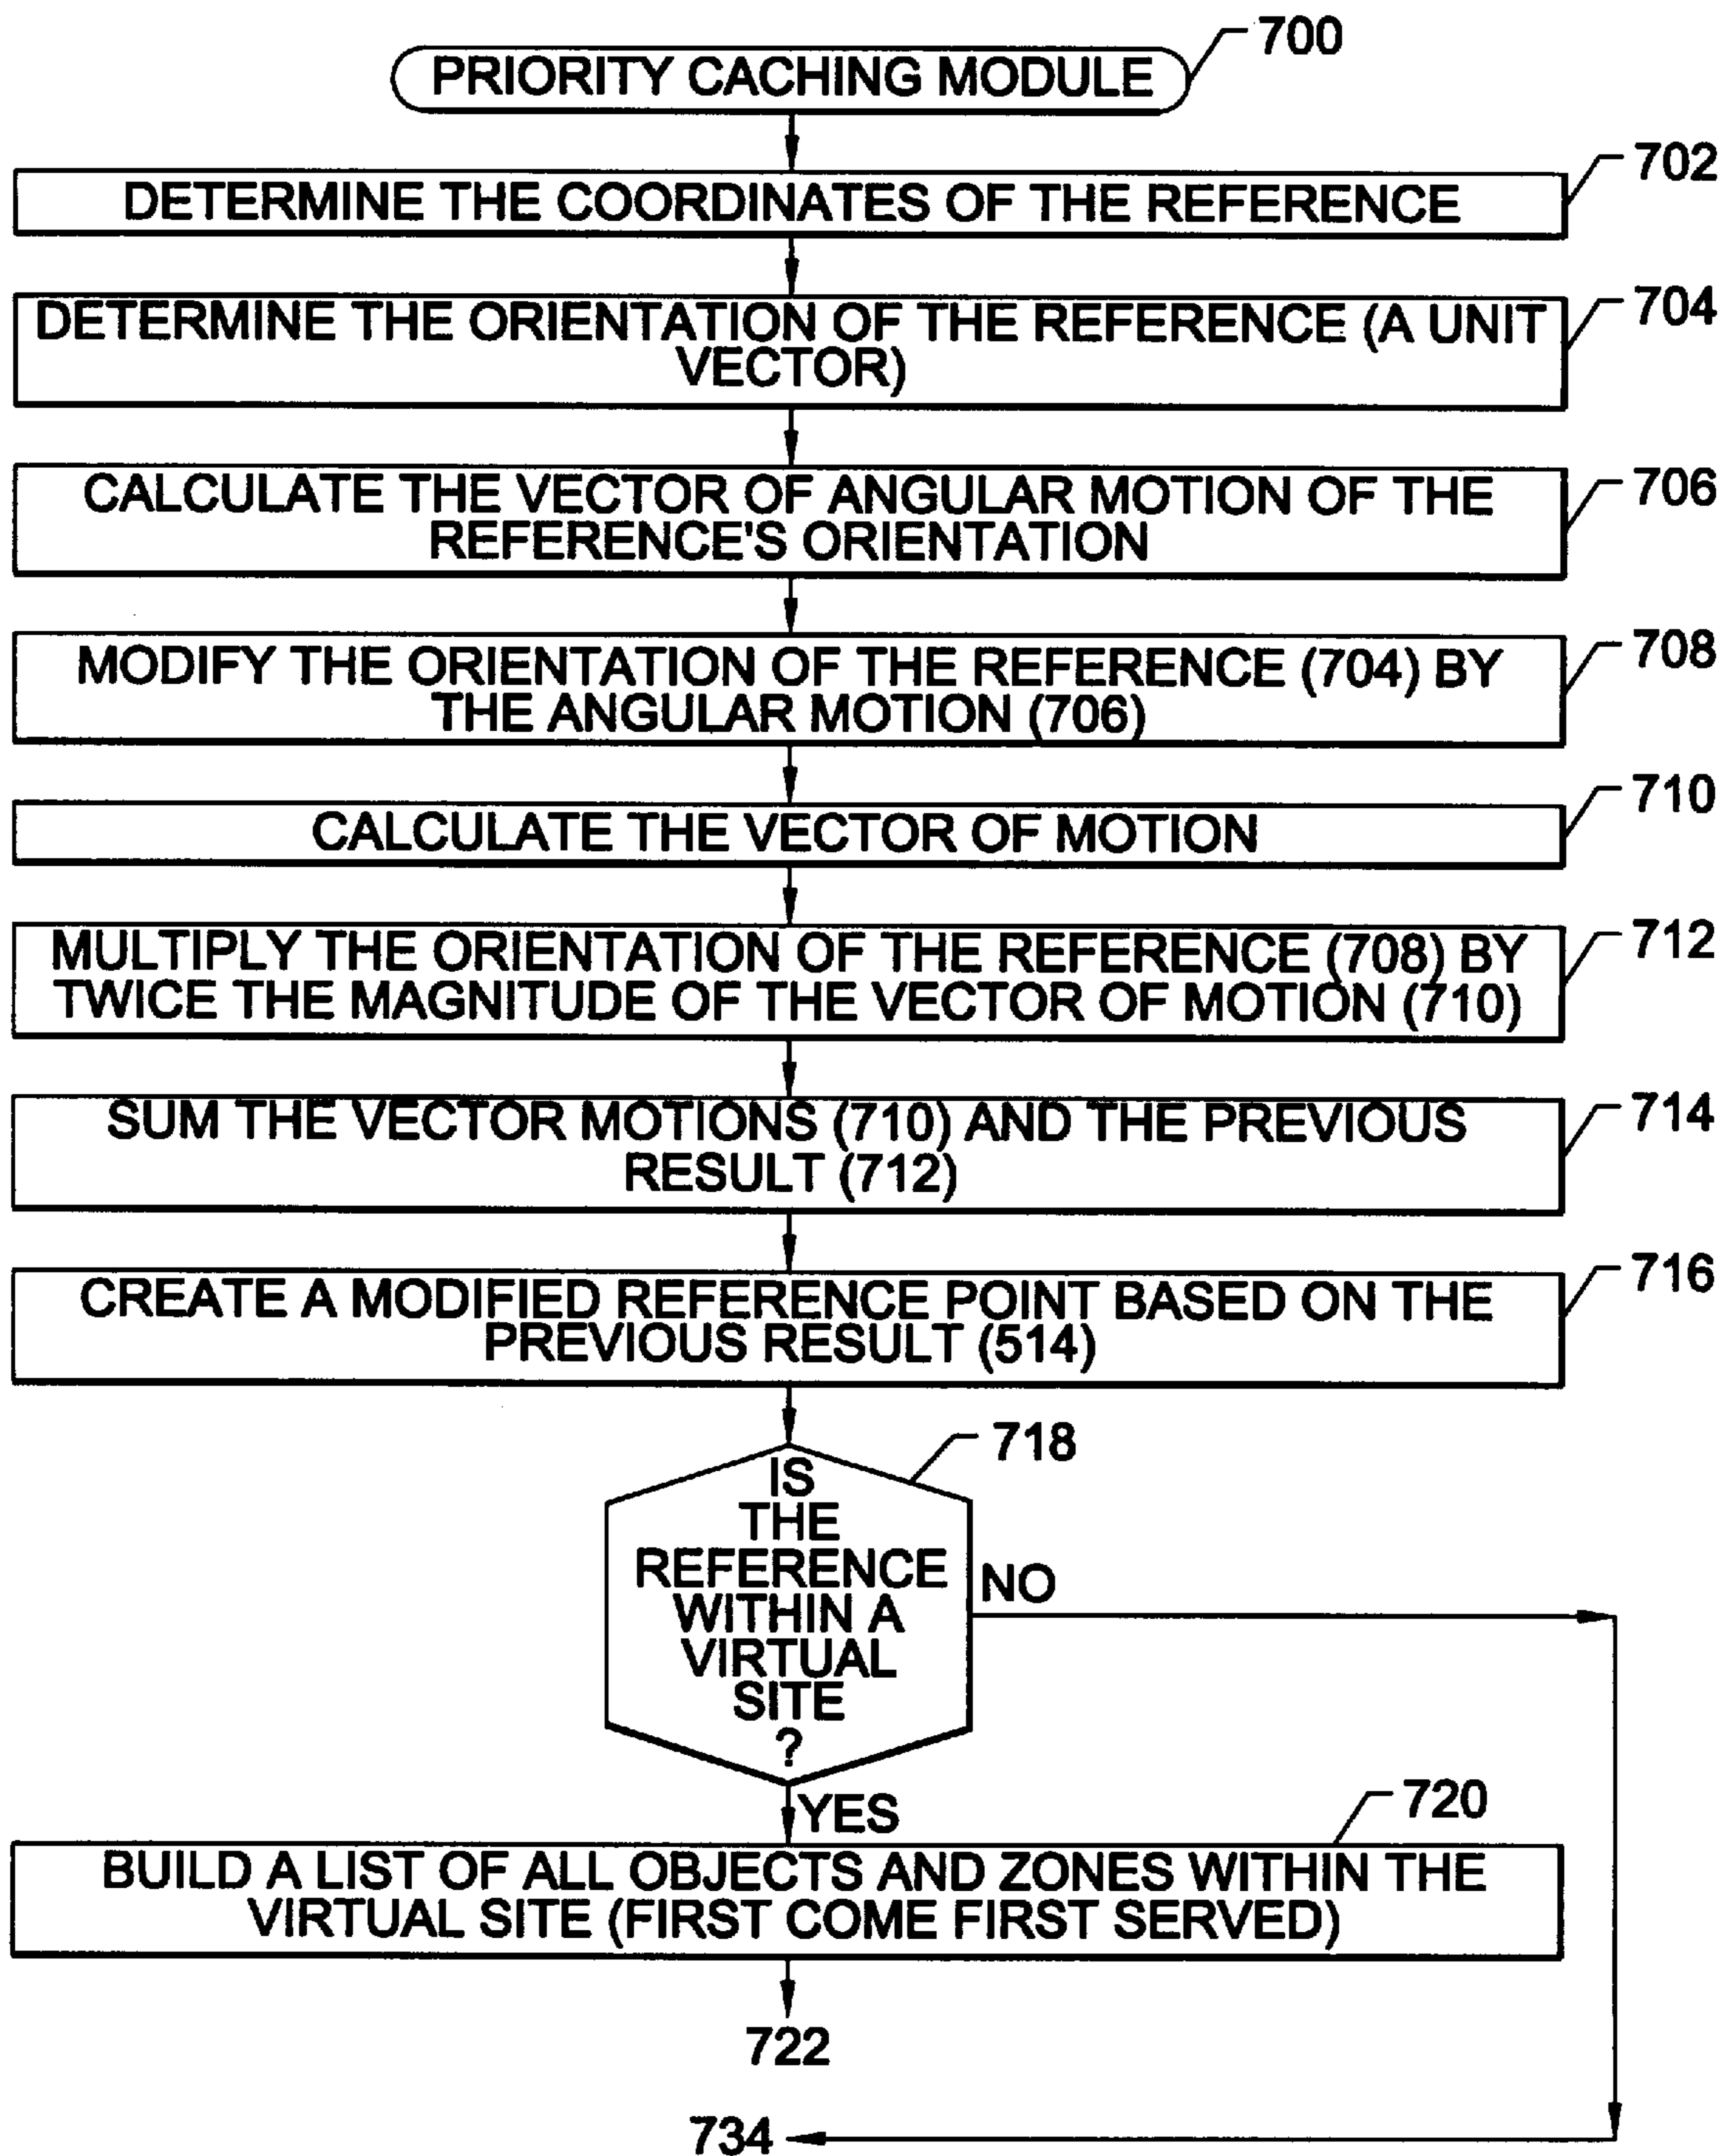 700
PRIORITY CACHING MODULE
702
DETERMINE THE COORDINATES OF THE REFERENCE
704
DETERMINE THE ORIENTATION OF THE REFERENCE (A UNIT
VECTOR)
706
CALCULATE THE VECTOR OF ANGULAR MOTION OF THE
REFERENCE'S ORIENTATION
708
MODIFY THE ORIENTATION OF THE REFERENCE (704) BY
THE ANGULAR MOTION (706)
710
CALCULATE THE VECTOR OF MOTION
712
MULTIPLY THE ORIENTATION OF THE REFERENCE (708) BY
TWICE THE MAGNITUDE OF THE VECTOR OF MOTION (710)
714
SUM THE VECTOR MOTIONS (710) AND THE PREVIOUS
RESULT (712)
716
CREATE A MODIFIED REFERENCE POINT BASED ON THE
PREVIOUS RESULT (514)
718
IS
THE
REFERENCE
WITHIN A
VIRTUAL
SITE
?
NO
YES
720
BUILD A LIST OF ALL OBJECTS AND ZONES WITHIN THE
VIRTUAL SITE (FIRST COME FIRST SERVED)
722
734